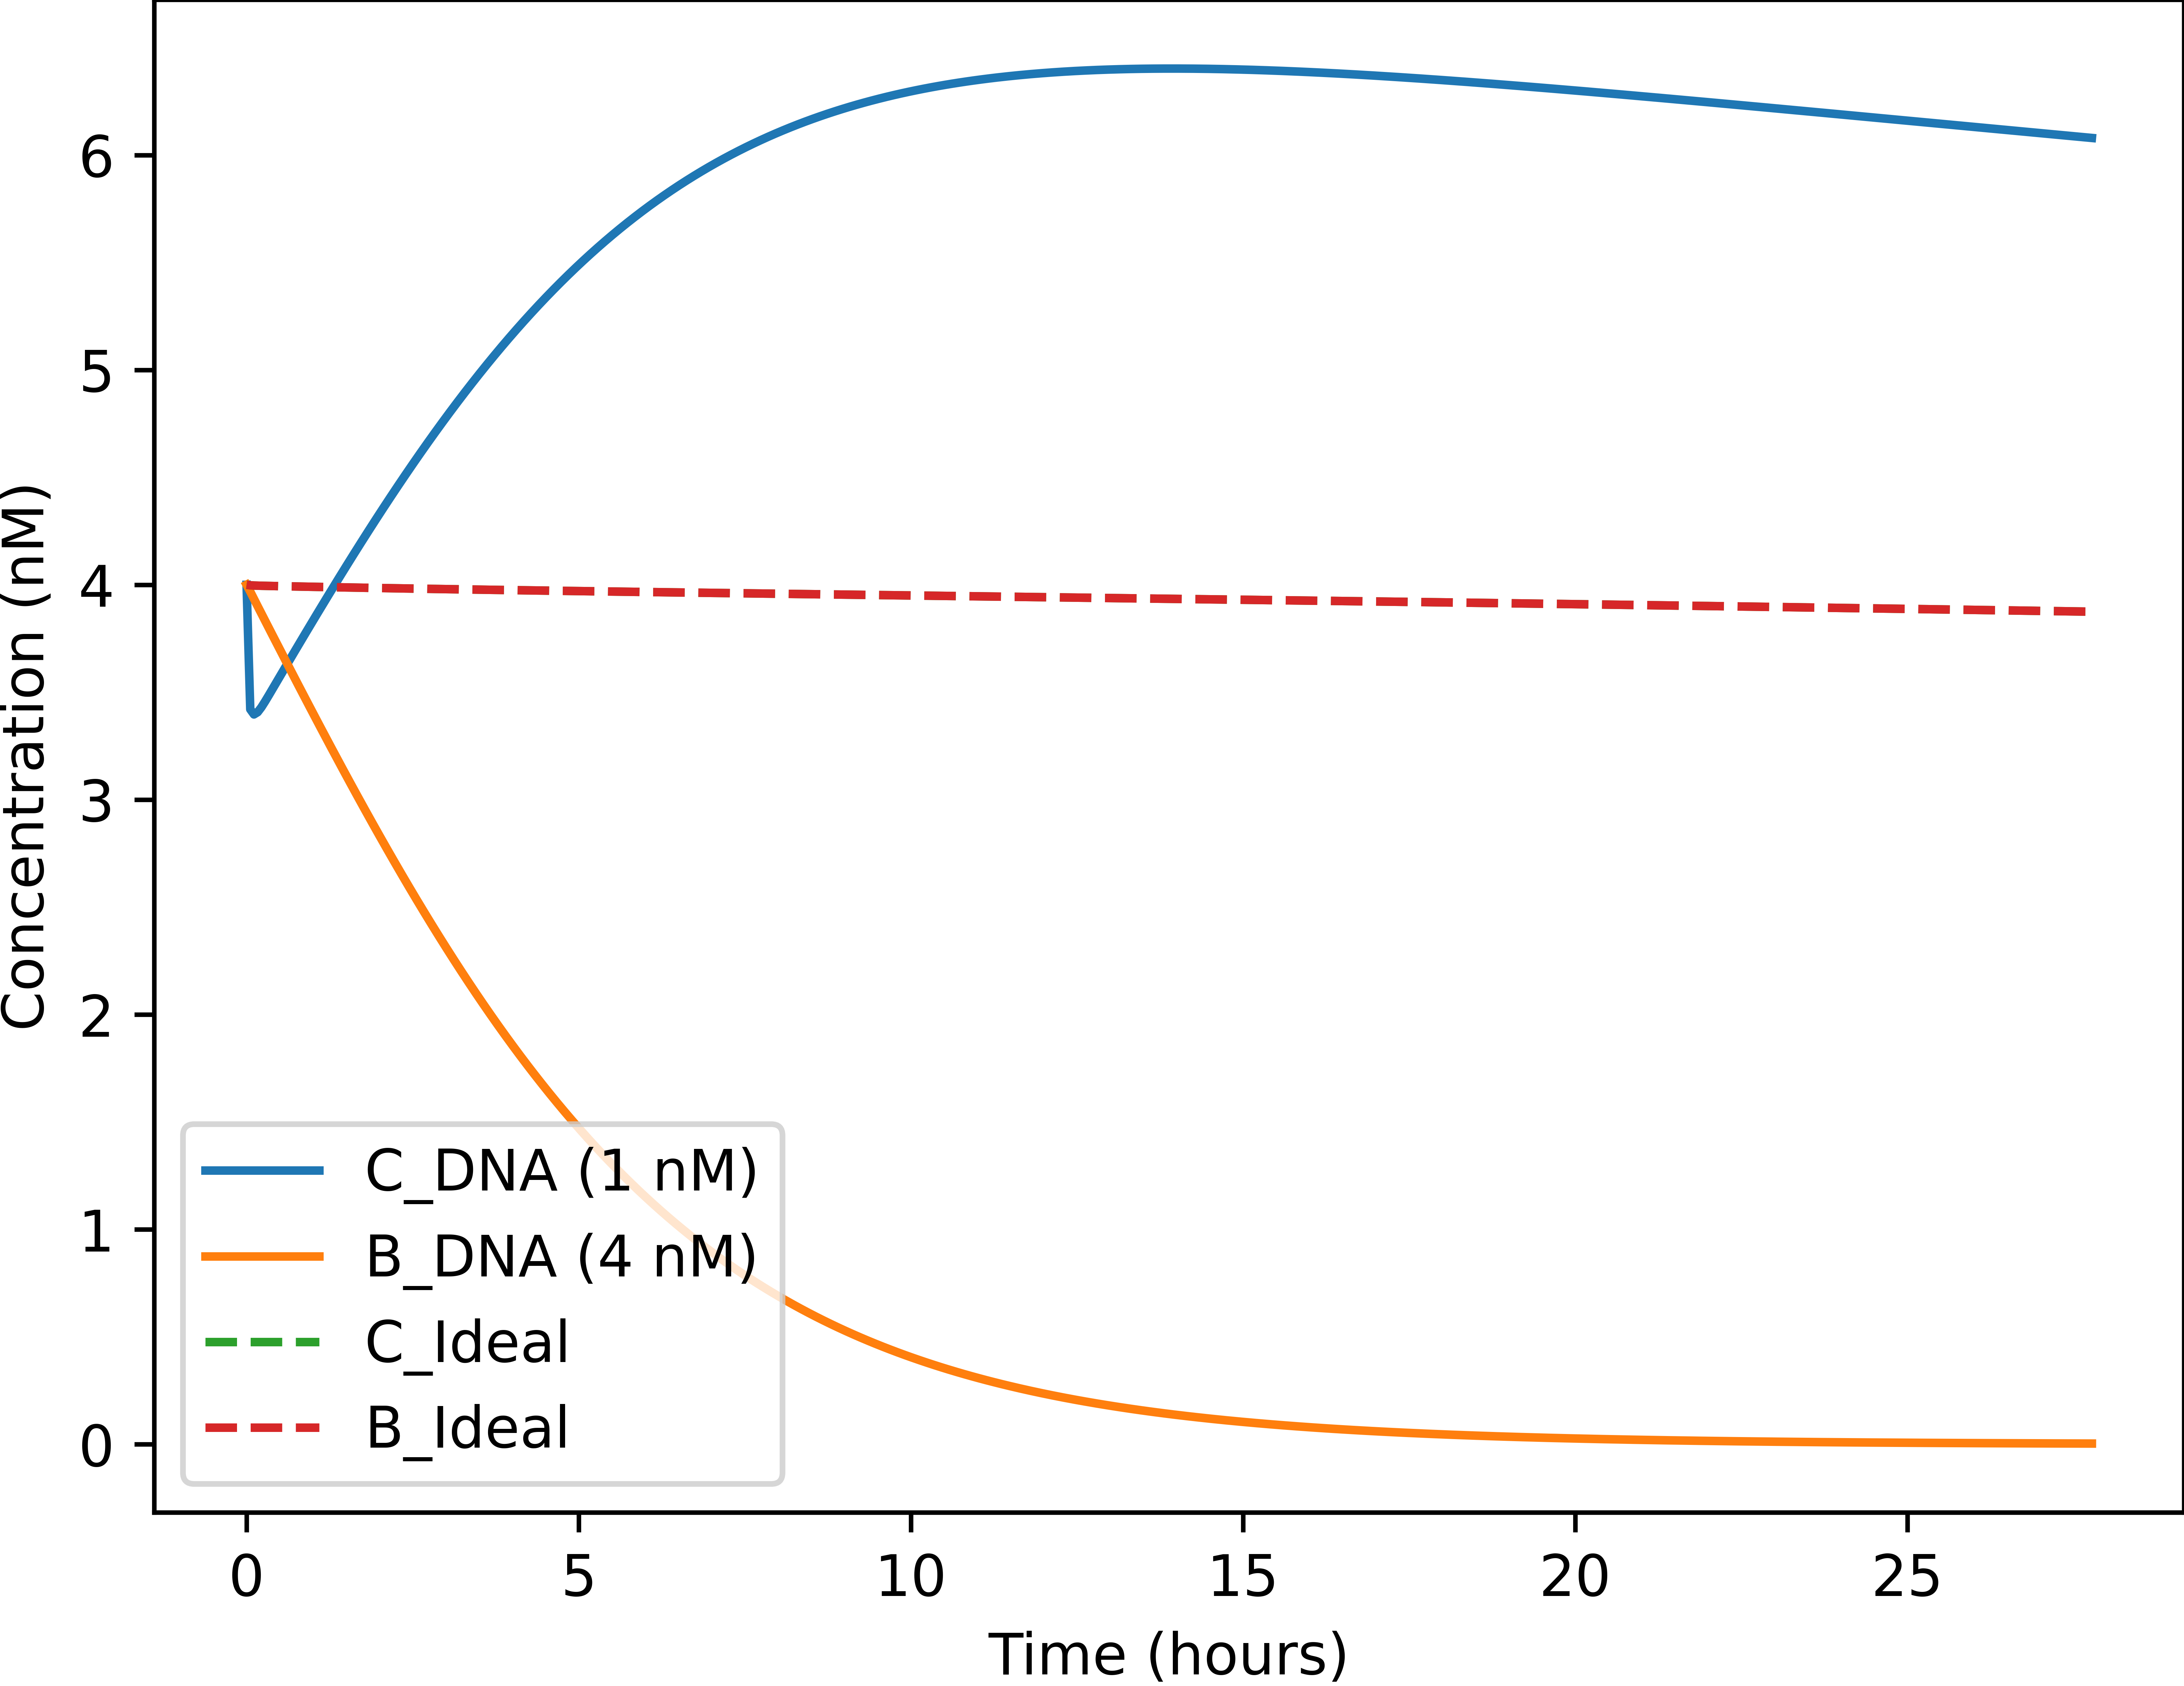 Concentration (nM)
6
5
4
3
2
1
0
C_DNA (1 nM)
B_DNA (4 nM)
C_Ideal
B_Ideal
0 5 10 15 20 25
Time (hours)